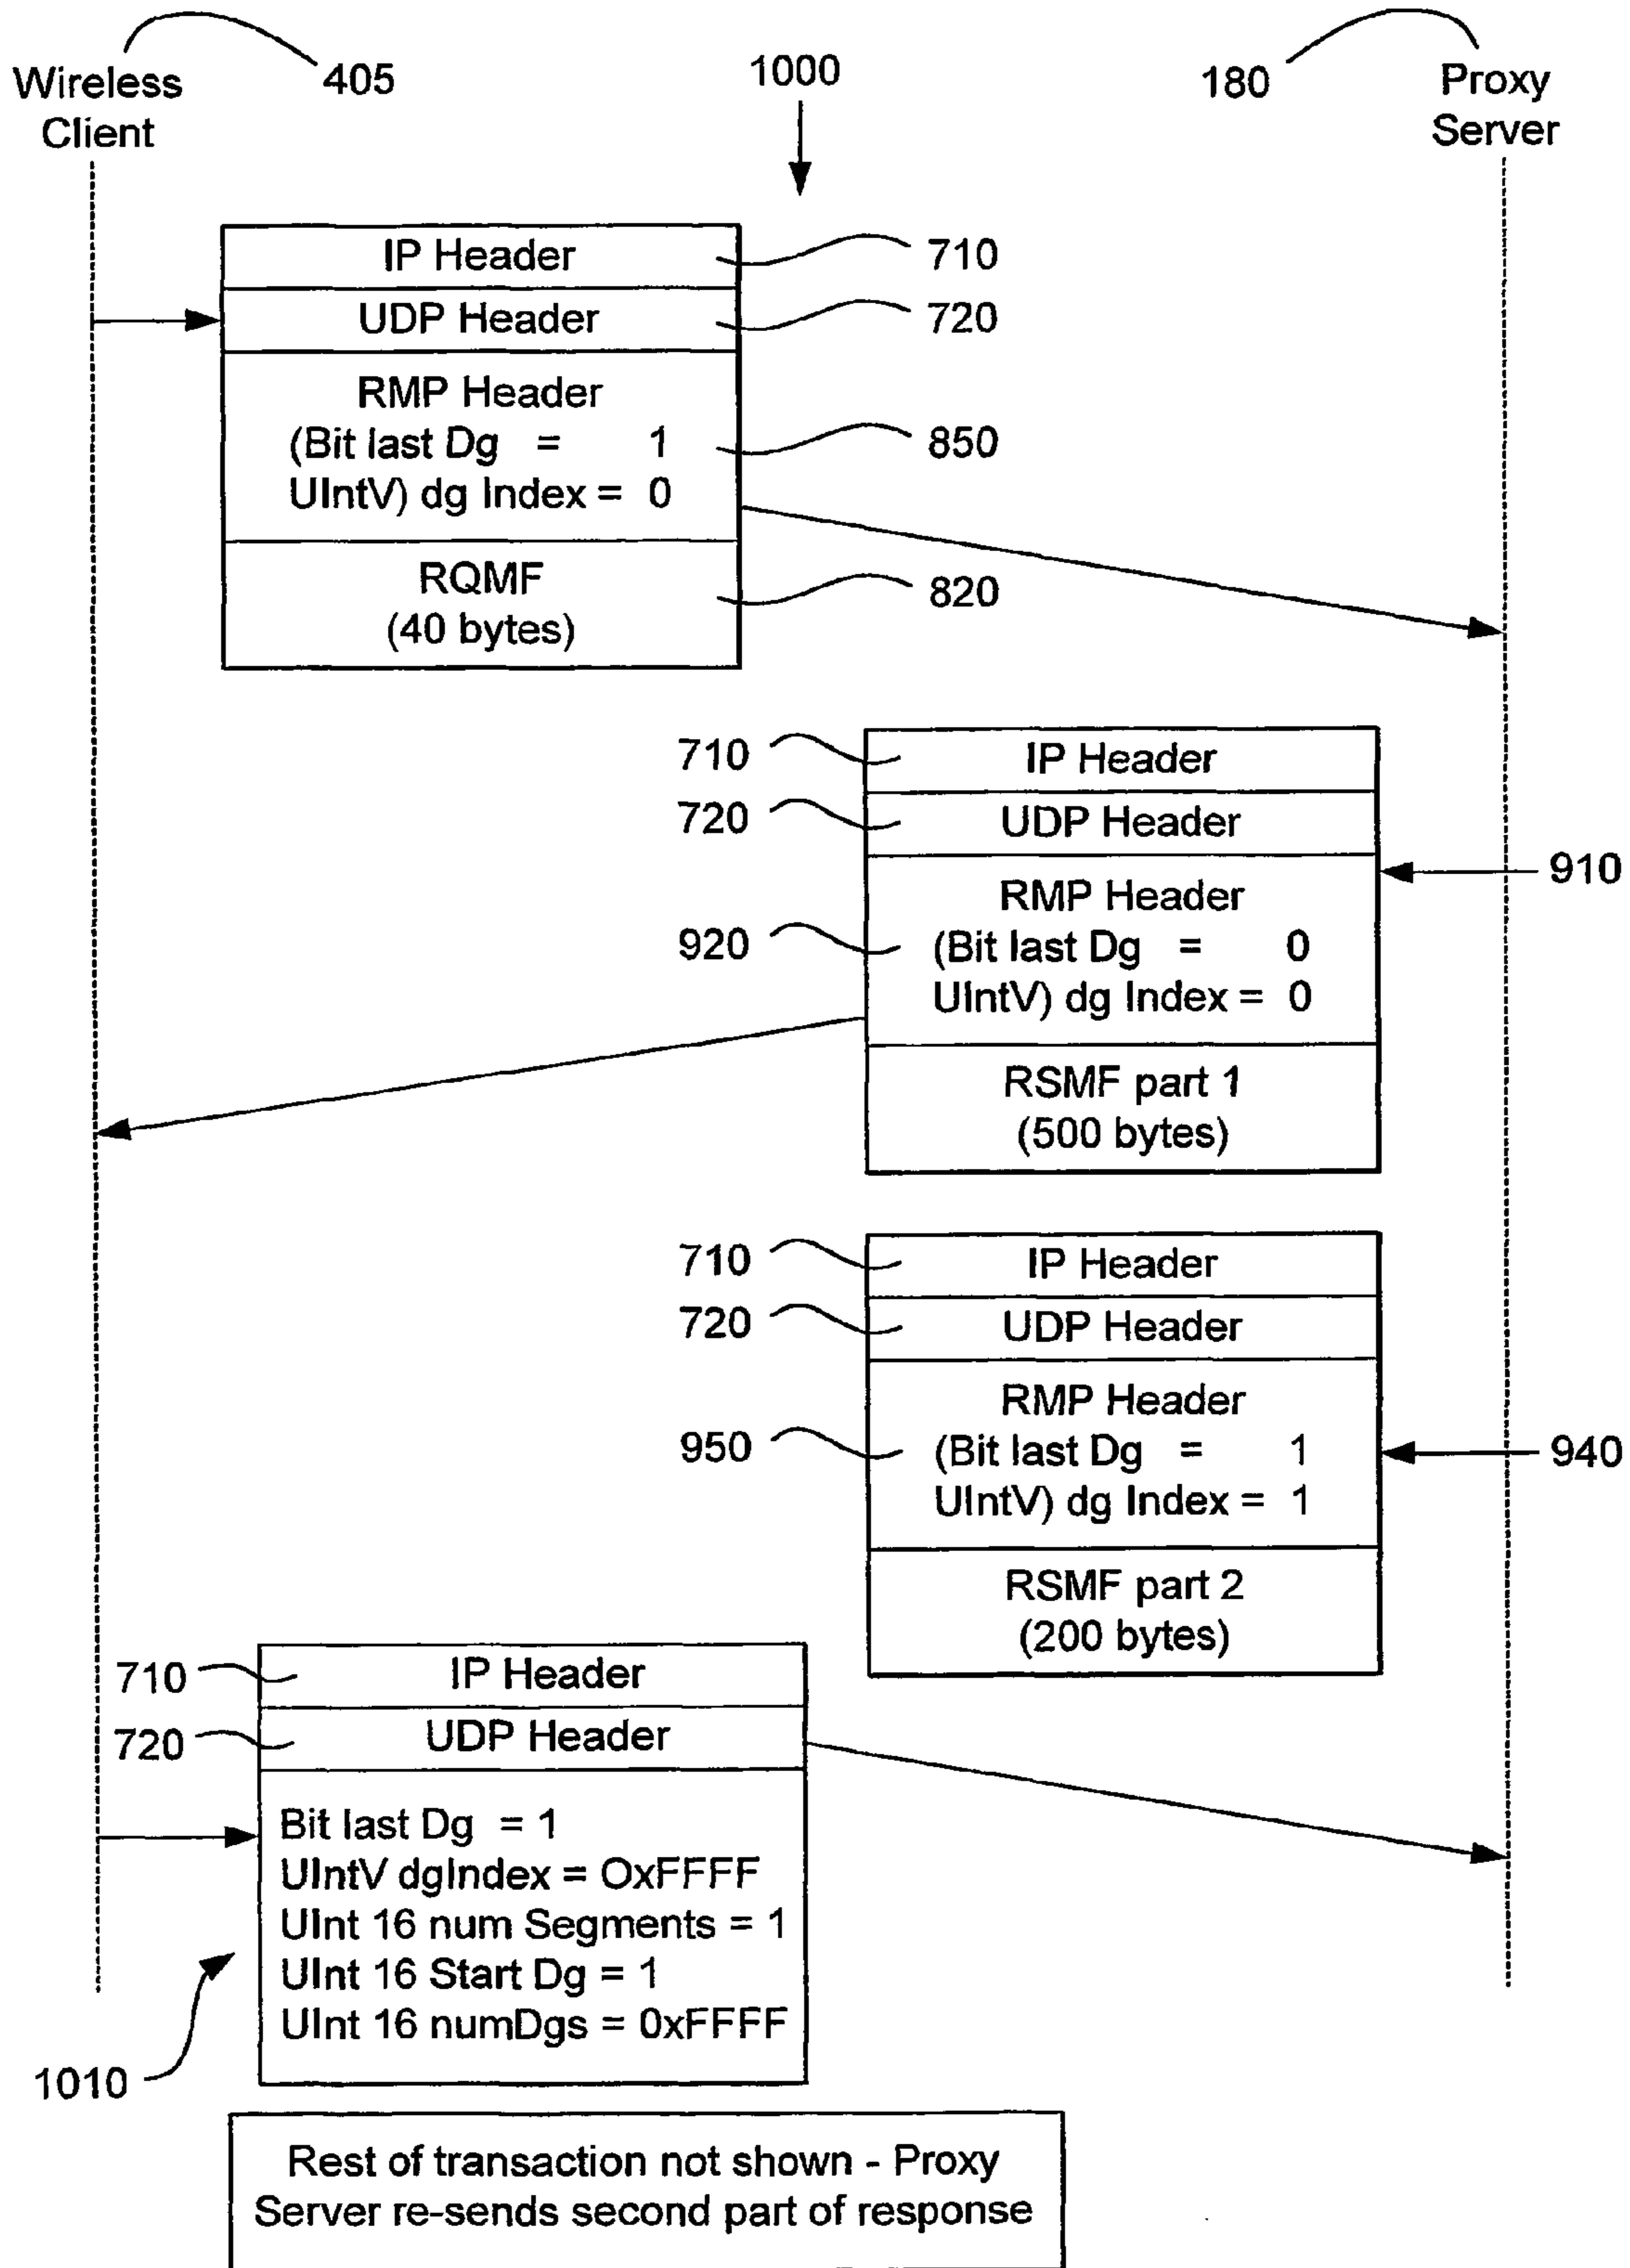 Wireless
Client
405
1000
180
Proxy
Server
IP Header
710
UDP Header
720
RMP Header
(Bit last Dg = 1
850
UIntV) dg Index = 0
RQMF
820
(40 bytes)
710
IP Header
720
UDP Header
910
RMP Header
920
(Bit last Dg = 0
UIntV) dg Index = 0
RSMF part 1
(500 bytes)
710
IP Header
720
UDP Header
RMP Header
950
(Bit last Dg = 1
940
UIntV) dg Index = 1
RSMF part 2
(200 bytes)
710
IP Header
720
UDP Header
Bit last Dg = 1
UIntV dgIndex = OxFFFF
UInt 16 num Segments = 1
UInt 16 Start Dg = 1
UInt 16 numDgs = 0xFFFF
1010
Rest of transaction not shown - Proxy
Server re-sends second part of response